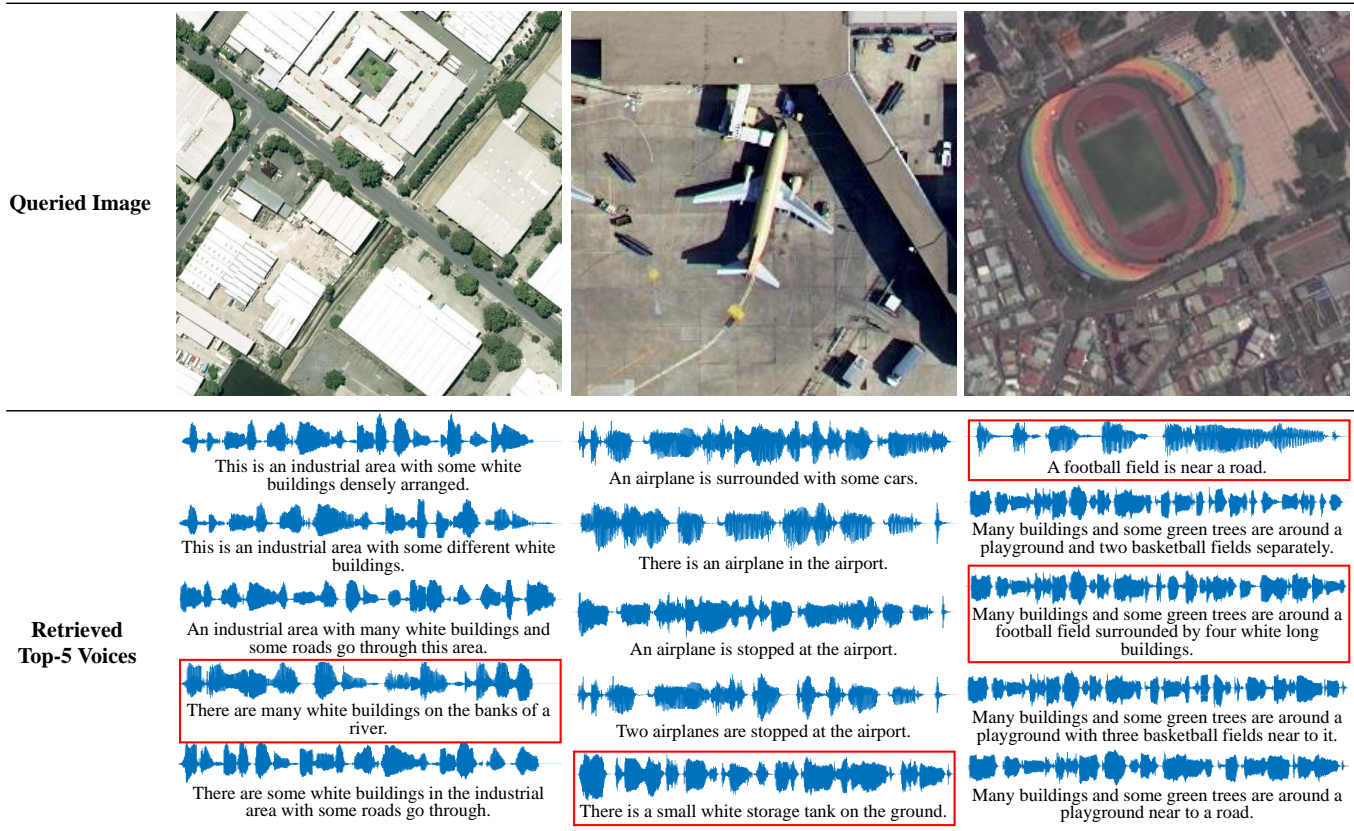 Queried Image
Retrieved
Top-5 Voices
This is an industrial area with some white
buildings densely arranged.
This is an industrial area with some different white
buildings.
An industrial area with many white buildings and
some roads go through this area.
There are many white buildings on the banks of a
river.
There are some white buildings in the industrial
area with some roads go through.
An airplane is surrounded with some cars.
There is an airplane in the airport.
An airplane is stopped at the airport.
Two airplanes are stopped at the airport.
There is a small white storage tank on the ground.
A football field is near a road.
Many buildings and some green trees are around a
playground and two basketball fields separately.
Many buildings and some green trees are around a
football field surrounded by four white long
buildings.
Many buildings and some green trees are around a
playground with three basketball fields near to it.
Many buildings and some green trees are around a
playground near to a road.